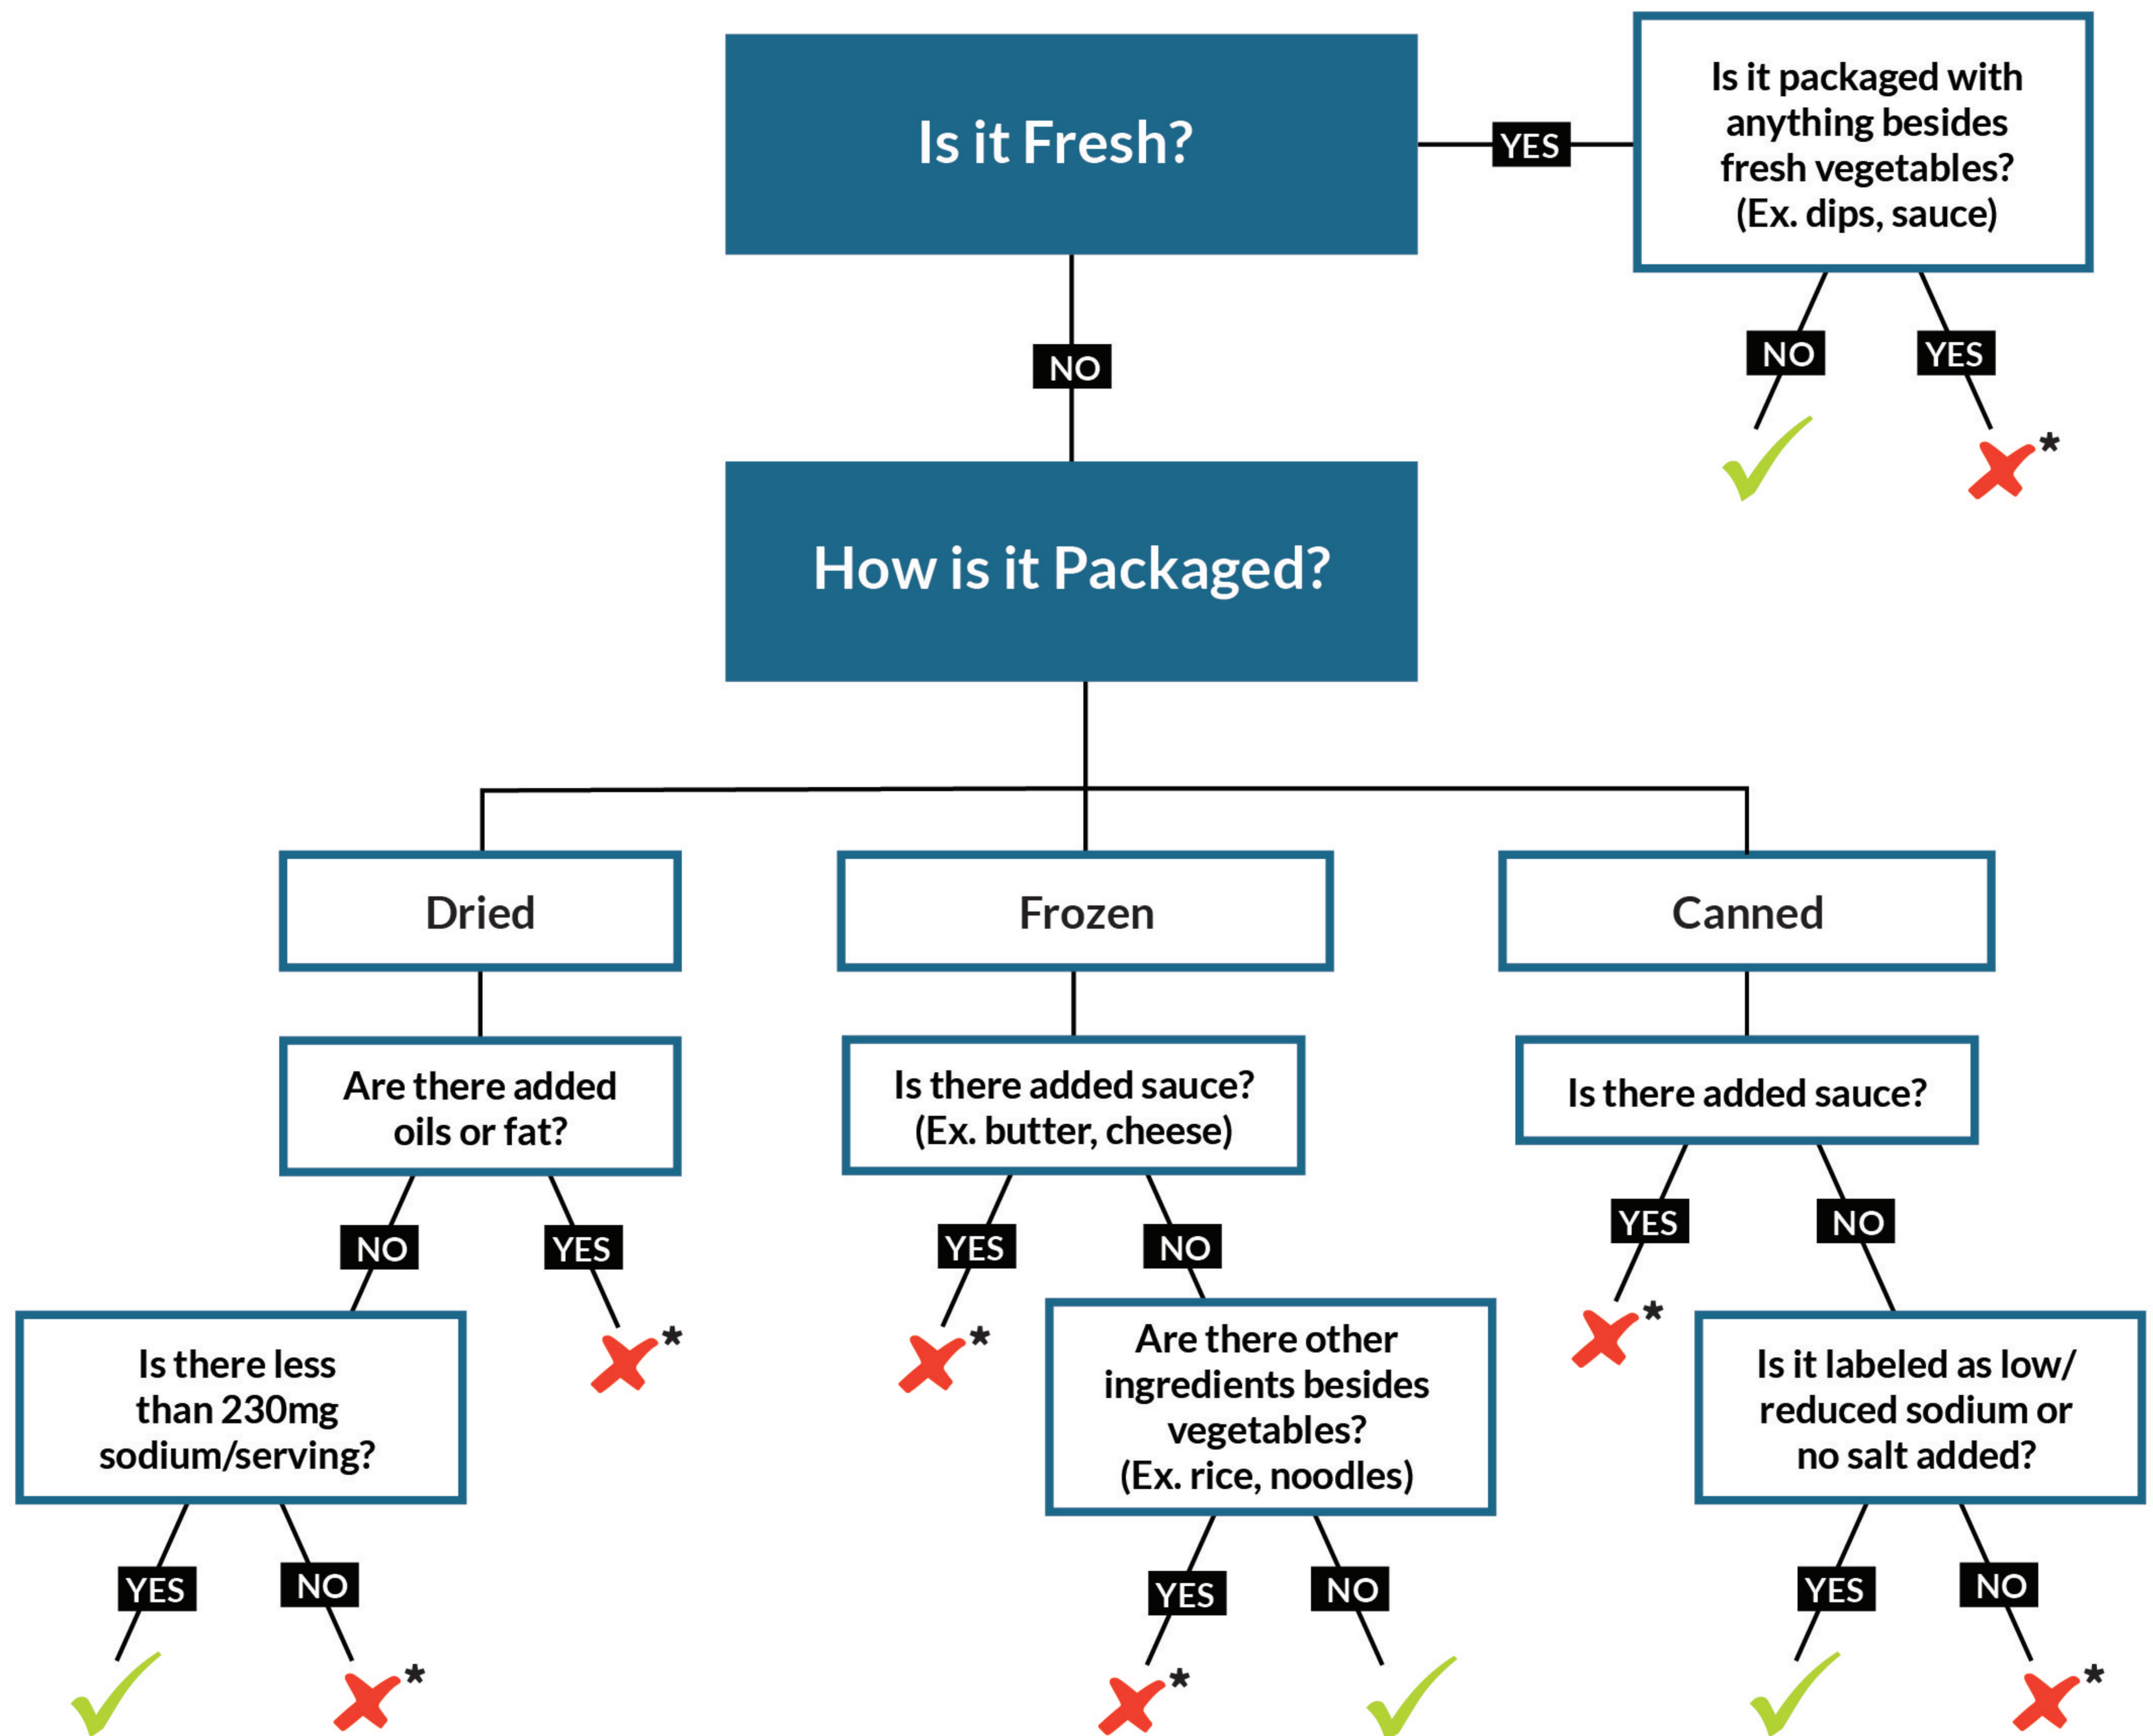 Is it Fresh?
YES
Is it packaged with
anything besides
fresh vegetables?
(Ex. dips, sauce)
NO
YES
*
NO
How is it Packaged?
Dried
Frozen
Canned
Are there added
oils or fat?
NO
YES
*
Is there less
than 230mg
sodium/serving?
YES
NO
*
Is there added sauce?
(Ex. butter, cheese)
YES
NO
*
Are there other
ingredients besides
vegetables?
(Ex. rice, noodles)
YES
NO
*
Is there added sauce?
YES
NO
*
Is it labeled as low/
reduced sodium or
no salt added?
YES
NO
*